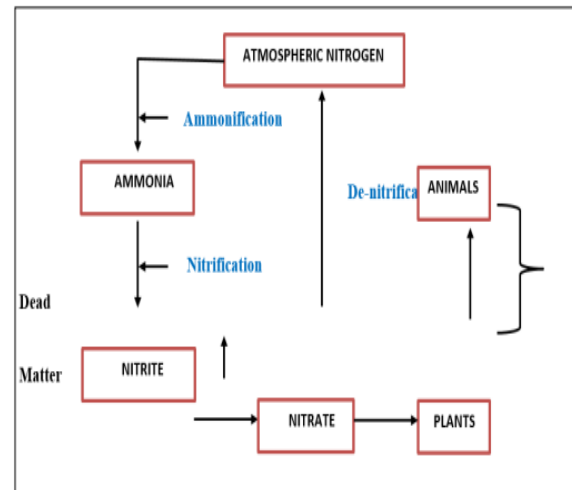 ATMOSPHERIC NITROGEN
Ammonification
AMMONIA
De-nitrifica
ANIMALS
Nitrification
Dead
Matter
NITRITE
NITRATE
PLANTS